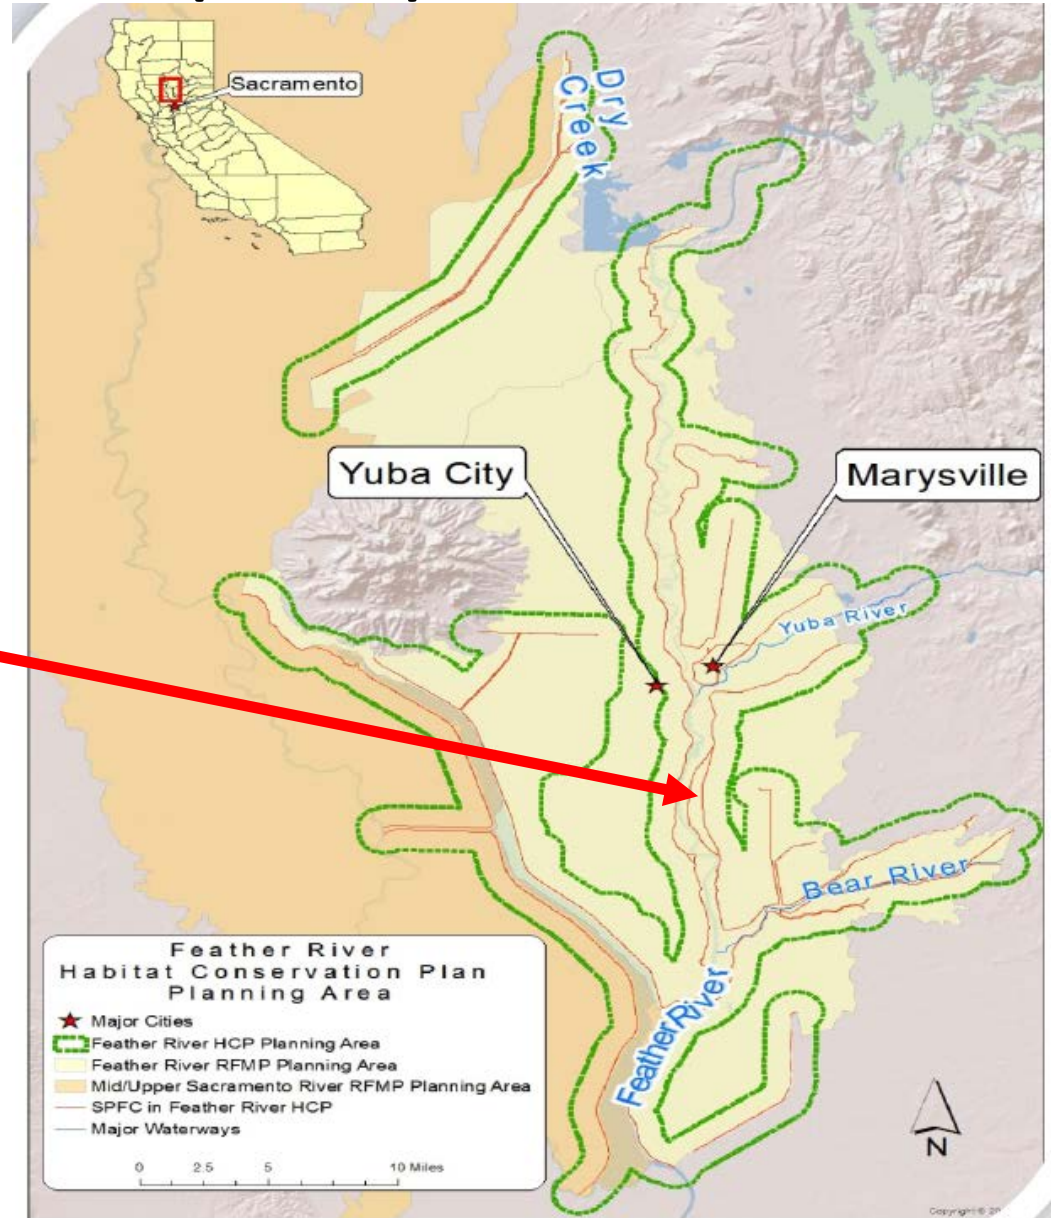 Sacramento
Dry
Creek
Yuba City
Marysville
Yuba River
Bear River
Feather River
Feather River
Habitat Conservation Plan
Planning Area
Major Cities
Feather River HCP Planning Area
Feather River RFMP Planning Area
Mid/Upper Sacramento River RFMP Planning Area
SPFC in Feather River HCP
Major Waterways
0 2.5 5 10 Miles
N
Copyright ©